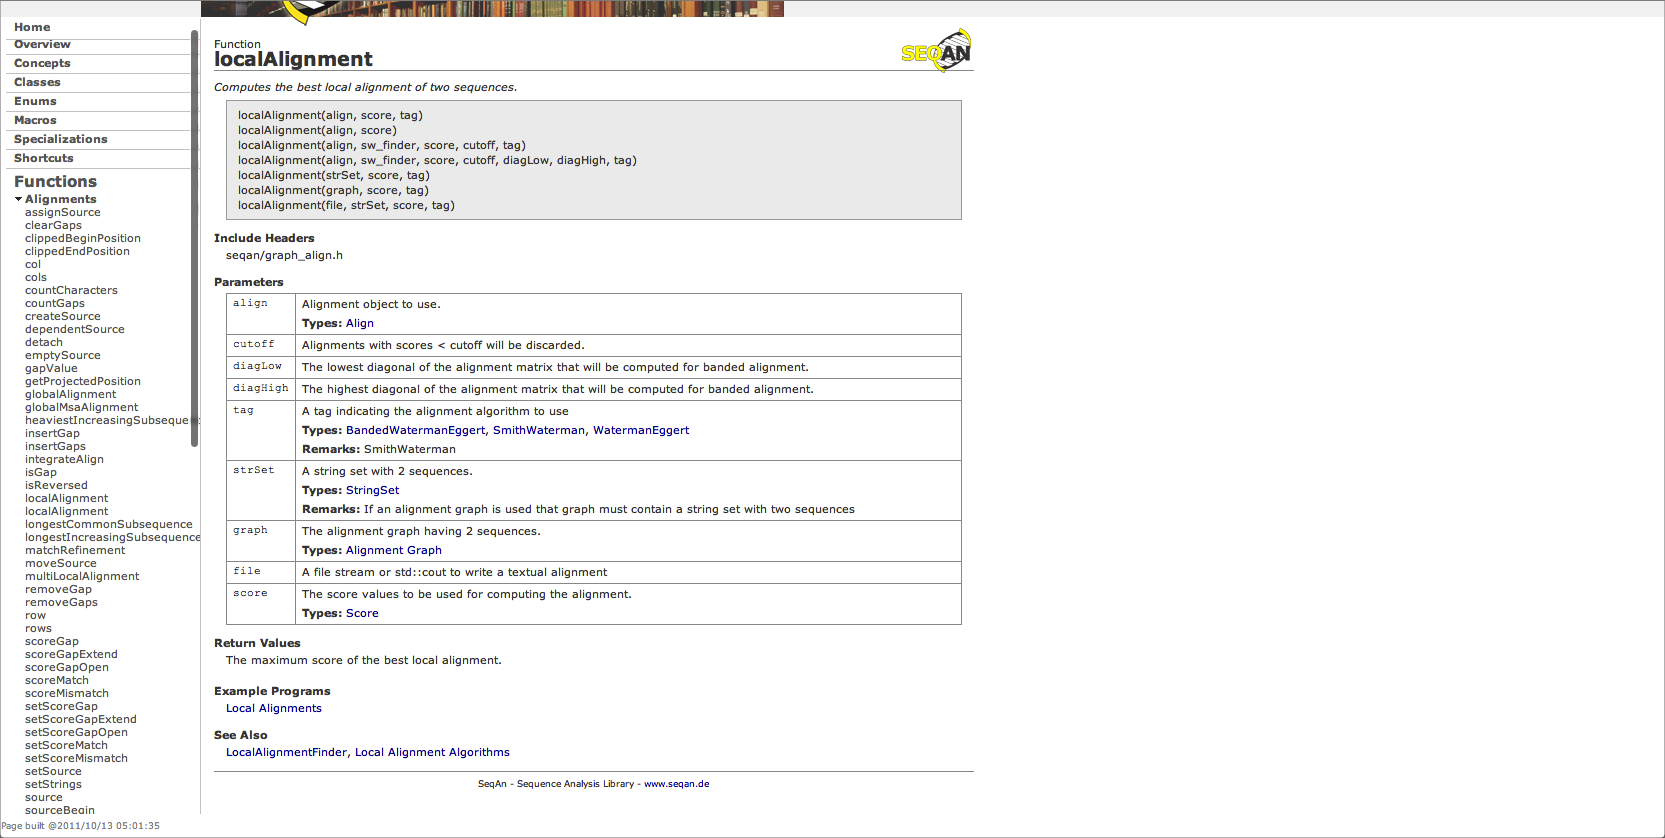 Home
Overview
Concepts
Classes
Enums
Macros
Specializations
Shortcuts
Functions
Alignments
assignSource
clearGaps
clippedBeginPosition
clippedEndPosition
col
cols
countCharacters
countGaps
createSource
dependentSource
detach
emptySource
gapValue
getProjectedPosition
globalAlignment
globalMsaAlignment
heaviestIncreasingSubsequen
insertGap
insertGaps
integrateAlign
isGap
isReversed
localAlignment
localAlignment
longestCommonSubsequence
longestIncreasingSubsequence
matchRefinement
moveSource
multiLocalAlignment
removeGap
removeGaps
row
rows
scoreGap
scoreGapExtend
scoreGapOpen
scoreMatch
scoreMismatch
setScoreGap
setScoreGapExtend
setScoreGapOpen
setScoreMatch
setScoreMismatch
setSource
setStrings
source
sourceBegin
Page built @2011/10/13 05:01:35
Function
localAlignment
SEQAN
Computes the best local alignment of two sequences.
localAlignment(align, score, tag)
localAlignment(align, score)
localAlignment(align, sw_finder, score, cutoff, tag)
localAlignment(align, sw_finder, score, cutoff, diagLow, diagHigh, tag)
localAlignment(strSet, score, tag)
localAlignment(graph, score, tag)
localAlignment(file, strSet, score, tag)
Include Headers
seqan/graph_align.h
Parameters
align Alignment object to use.
Types: Align
cutoff Alignments with scores < cutoff will be discarded.
diagLow The lowest diagonal of the alignment matrix that will be computed for banded alignment.
diagHigh The highest diagonal of the alignment matrix that will be computed for banded alignment.
tag A tag indicating the alignment algorithm to use
Types: BandedWatermanEggert, SmithWaterman, WatermanEggert
Remarks: SmithWaterman
strSet A string set with 2 sequences.
Types: StringSet
Remarks: If an alignment graph is used that graph must contain a string set with two sequences
graph The alignment graph having 2 sequences.
Types: Alignment Graph
file A file stream or std::cout to write a textual alignment
score The score values to be used for computing the alignment.
Types: Score
Return Values
The maximum score of the best local alignment.
Example Programs
Local Alignments
See Also
LocalAlignmentFinder, Local Alignment Algorithms
SeqAn - Sequence Analysis Library - www.seqan.de